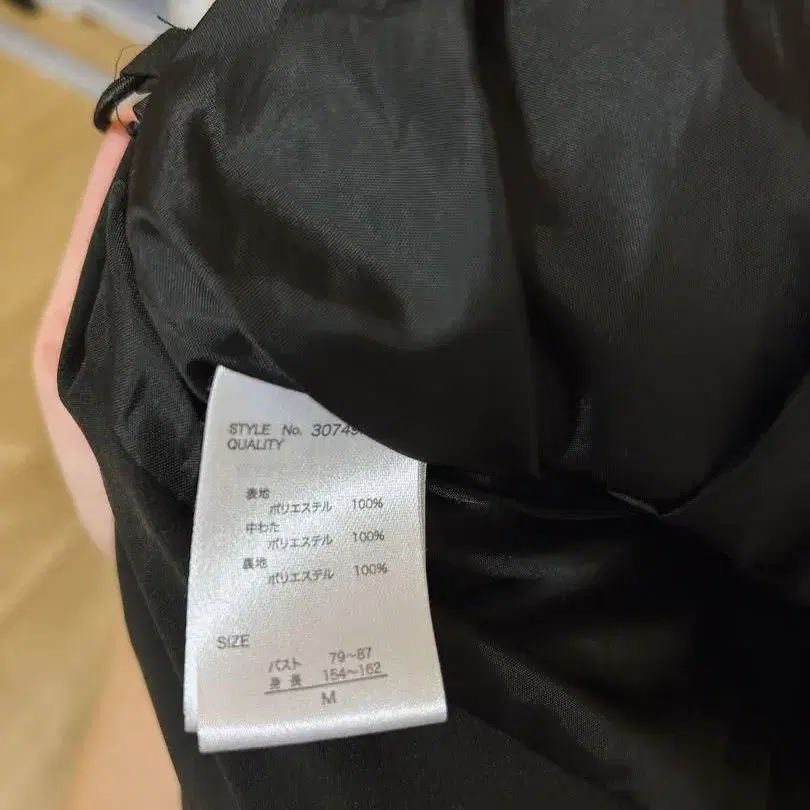 STYLE No. 30749
QUALITY
表地
ポリエステル 100%
中わた
ポリエステル 100%
裏地
ポリエステル 100%
SIZE
バスト 79~87
身長 154~162
M